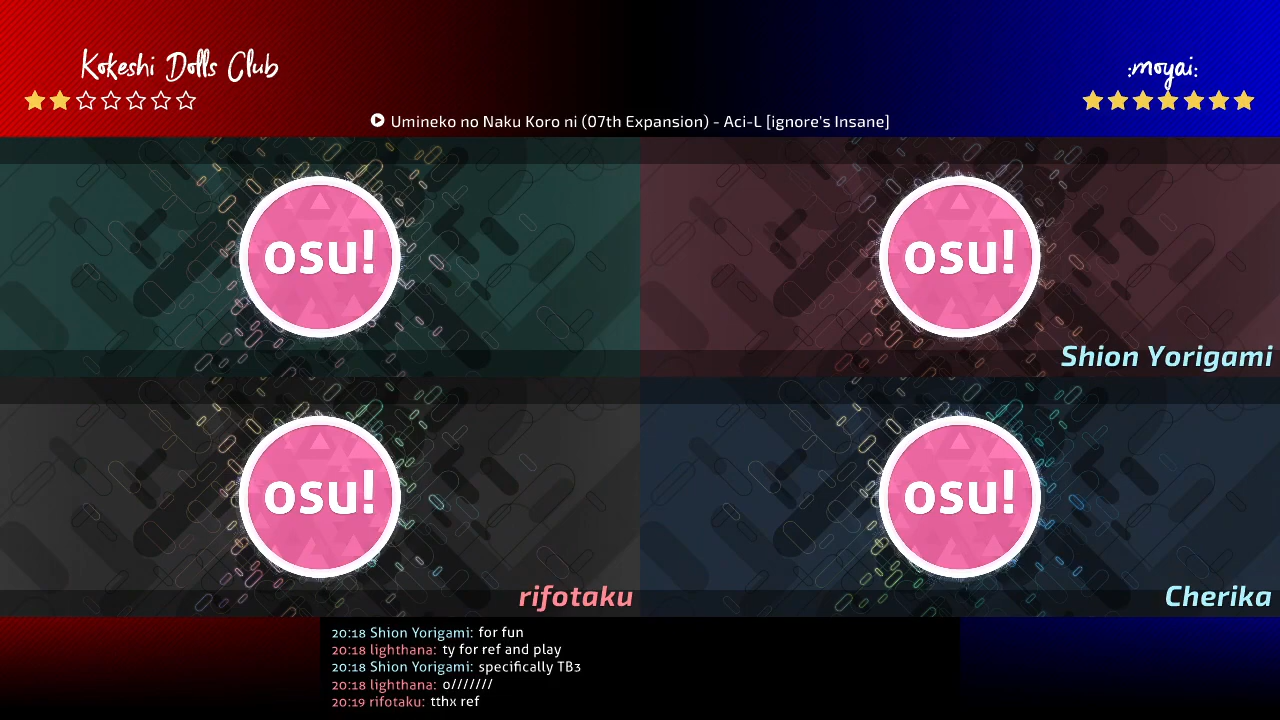 Kokeshi Dolls Club
:moyai:
Umineko no Naku Koro ni (07th Expansion) - Aci-L [ignore's Insane]
osu!
osu!
Shion Yorigami
osu!
osu!
rifotaku
Cherika
20:18 Shion Yorigami: for fun
20:18 lighthana: ty for ref and play
20:18 Shion Yorigami: specifically TB3
20:18 lighthana: o///////
20:19 rifotaku: tthx ref